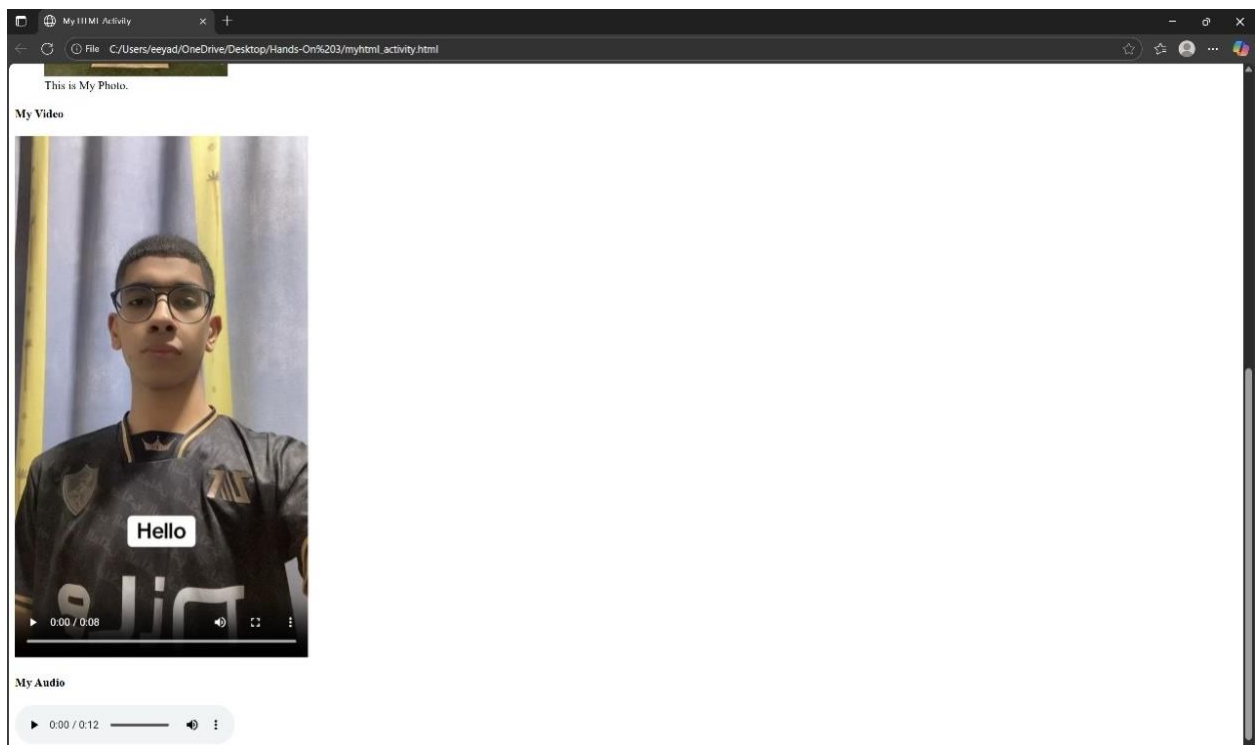 My HTML Activity
File C:/Users/eeyad/OneDrive/Desktop/Hands-On%203/myhtml_activity.html
This is My Photo.
My Video
Hello
0:00 / 0:08
My Audio
0:00 / 0:12